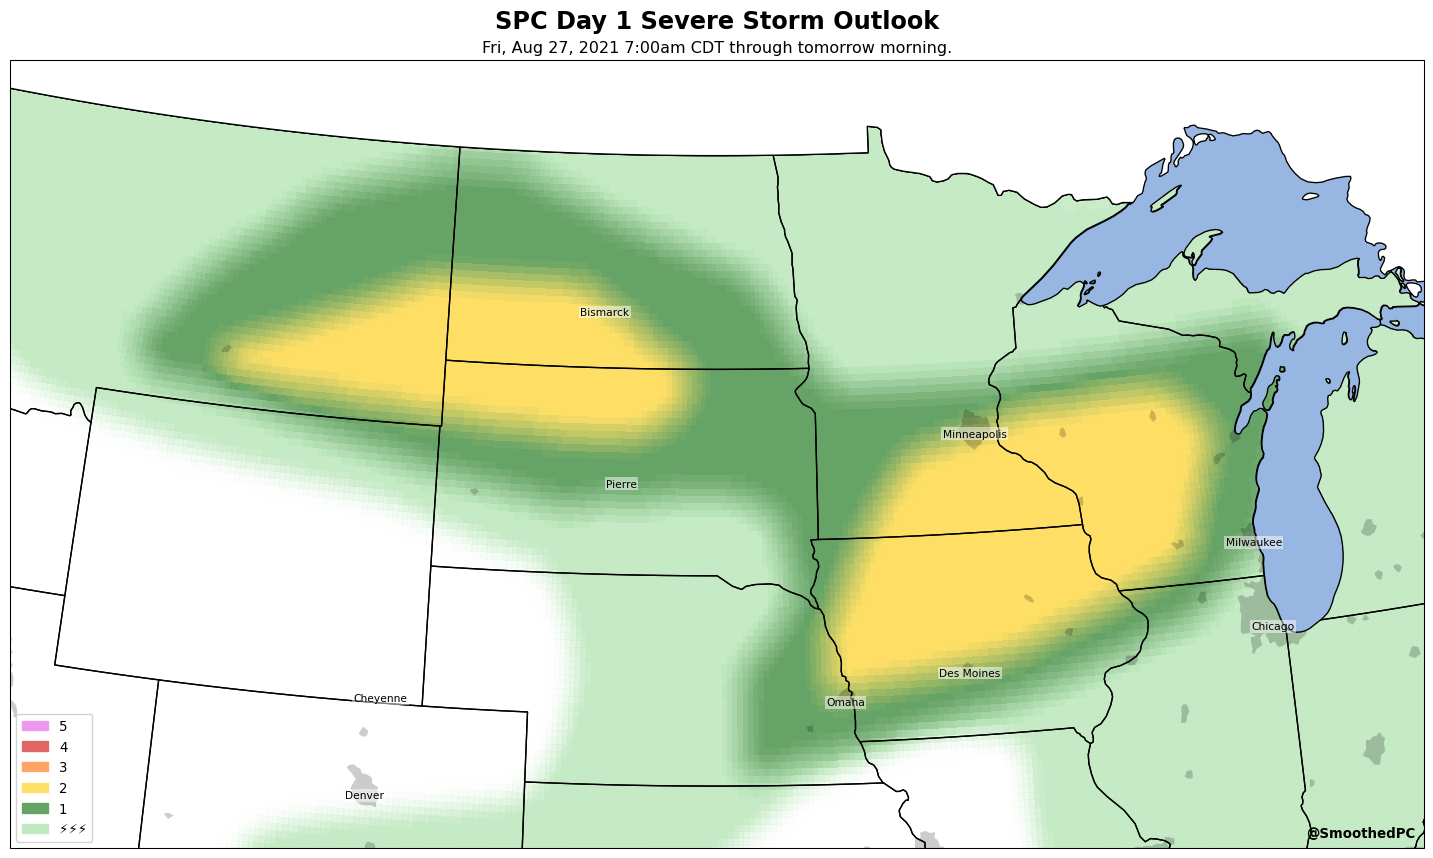 SPC Day 1 Severe Storm Outlook
Fri, Aug 27, 2021 7:00am CDT through tomorrow morning.
Bismarck
Minneapolis
Pierre
Milwaukee
Chicago
Des Moines
Cheyenne
Omaha
Denver
5
4
3
2
1
⚡⚡⚡
@SmoothedPC